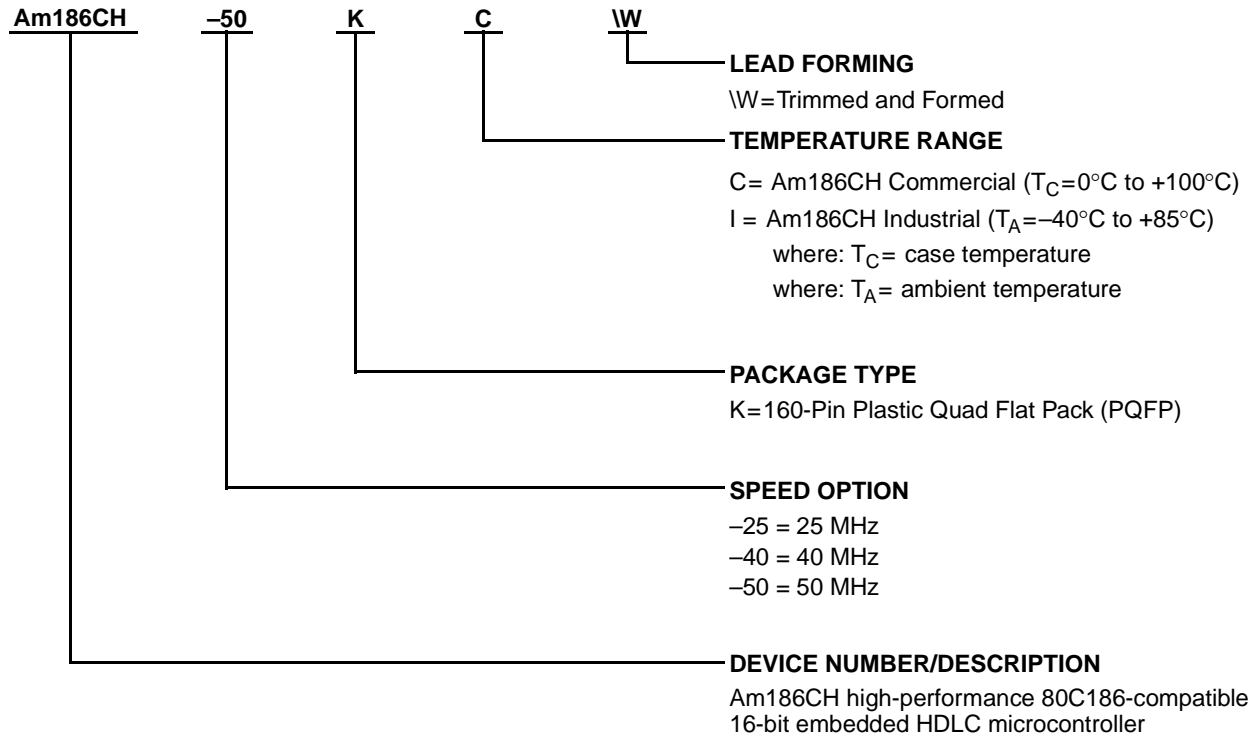 Am186CH –50 K C \W
LEAD FORMING
\W=Trimmed and Formed
TEMPERATURE RANGE
C= Am186CH Commercial (TC=0°C to +100°C)
I = Am186CH Industrial (TA=–40°C to +85°C)
where: TC= case temperature
where: TA= ambient temperature
PACKAGE TYPE
K=160-Pin Plastic Quad Flat Pack (PQFP)
SPEED OPTION
–25 = 25 MHz
–40 = 40 MHz
–50 = 50 MHz
DEVICE NUMBER/DESCRIPTION
Am186CH high-performance 80C186-compatible
16-bit embedded HDLC microcontroller